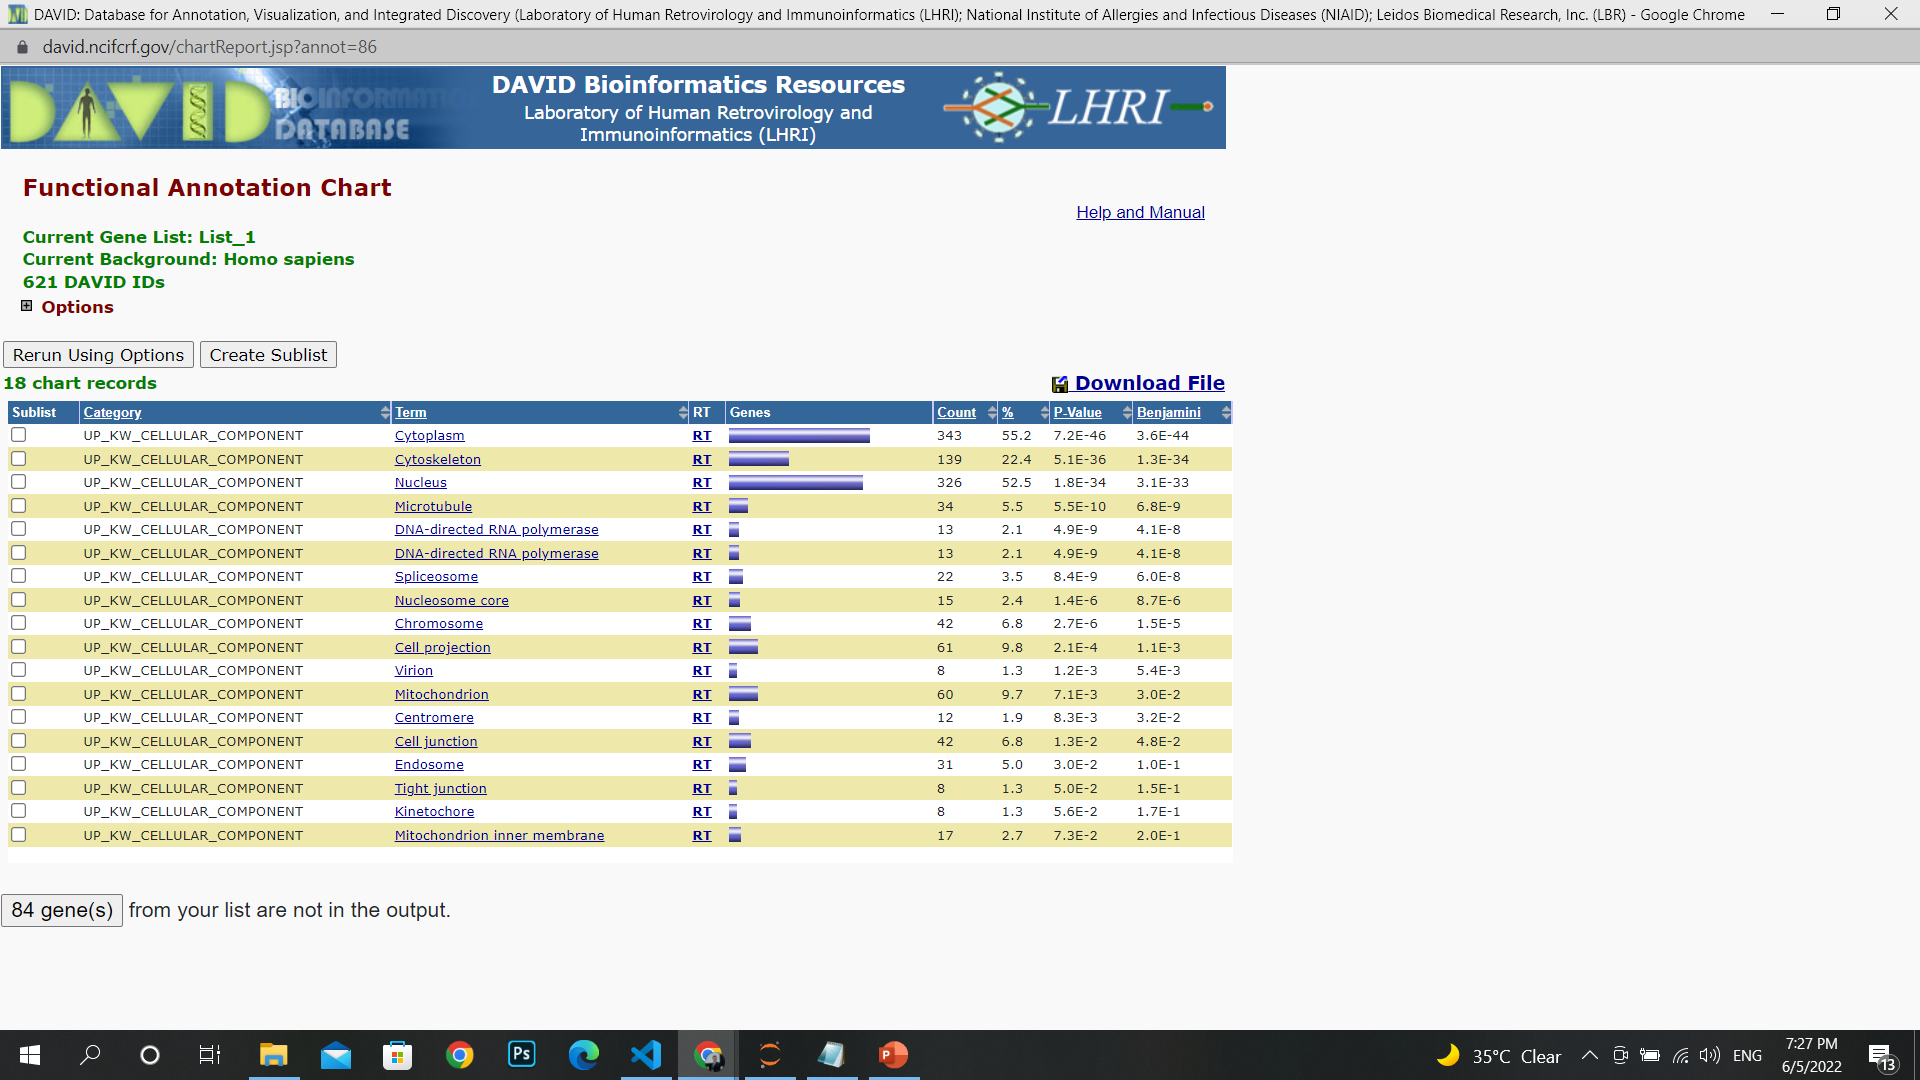 DAVID: Database for Annotation, Visualization, and Integrated Discovery (Laboratory of Human Retrovirology and Immunoinformatics (LHRI); National Institute of Allergies and Infectious Diseases (NIAID); Leidos Biomedical Research, Inc. (LBR) - Google Chrome
david.ncifcrf.gov/chartReport.jsp?annot=86
DAVID BIOINFORMATICS DATABASE
DAVID Bioinformatics Resources
Laboratory of Human Retrovirology and
Immunoinformatics (LHRI)
LHRI
Functional Annotation Chart
Help and Manual
Current Gene List: List_1
Current Background: Homo sapiens
621 DAVID IDs
Options
Rerun Using Options Create Sublist
18 chart records Download File
Sublist Category Term RT Genes Count % P-Value Benjamini
UP_KW_CELLULAR_COMPONENT Cytoplasm RT 343 55.2 7.2E-46 3.6E-44
UP_KW_CELLULAR_COMPONENT Cytoskeleton RT 139 22.4 5.1E-36 1.3E-34
UP_KW_CELLULAR_COMPONENT Nucleus RT 326 52.5 1.8E-34 3.1E-33
UP_KW_CELLULAR_COMPONENT Microtubule RT 34 5.5 5.5E-10 6.8E-9
UP_KW_CELLULAR_COMPONENT DNA-directed RNA polymerase RT 13 2.1 4.9E-9 4.1E-8
UP_KW_CELLULAR_COMPONENT DNA-directed RNA polymerase RT 13 2.1 4.9E-9 4.1E-8
UP_KW_CELLULAR_COMPONENT Spliceosome RT 22 3.5 8.4E-9 6.0E-8
UP_KW_CELLULAR_COMPONENT Nucleosome core RT 15 2.4 1.4E-6 8.7E-6
UP_KW_CELLULAR_COMPONENT Chromosome RT 42 6.8 2.7E-6 1.5E-5
UP_KW_CELLULAR_COMPONENT Cell projection RT 61 9.8 2.1E-4 1.1E-3
UP_KW_CELLULAR_COMPONENT Virion RT 8 1.3 1.2E-3 5.4E-3
UP_KW_CELLULAR_COMPONENT Mitochondrion RT 60 9.7 7.1E-3 3.0E-2
UP_KW_CELLULAR_COMPONENT Centromere RT 12 1.9 8.3E-3 3.2E-2
UP_KW_CELLULAR_COMPONENT Cell junction RT 42 6.8 1.3E-2 4.8E-2
UP_KW_CELLULAR_COMPONENT Endosome RT 31 5.0 3.0E-2 1.0E-1
UP_KW_CELLULAR_COMPONENT Tight junction RT 8 1.3 5.0E-2 1.5E-1
UP_KW_CELLULAR_COMPONENT Kinetochore RT 8 1.3 5.6E-2 1.7E-1
UP_KW_CELLULAR_COMPONENT Mitochondrion inner membrane RT 17 2.7 7.3E-2 2.0E-1
84 gene(s) from your list are not in the output.
Ps
P
35°C Clear
ENG
7:27 PM
6/5/2022
13